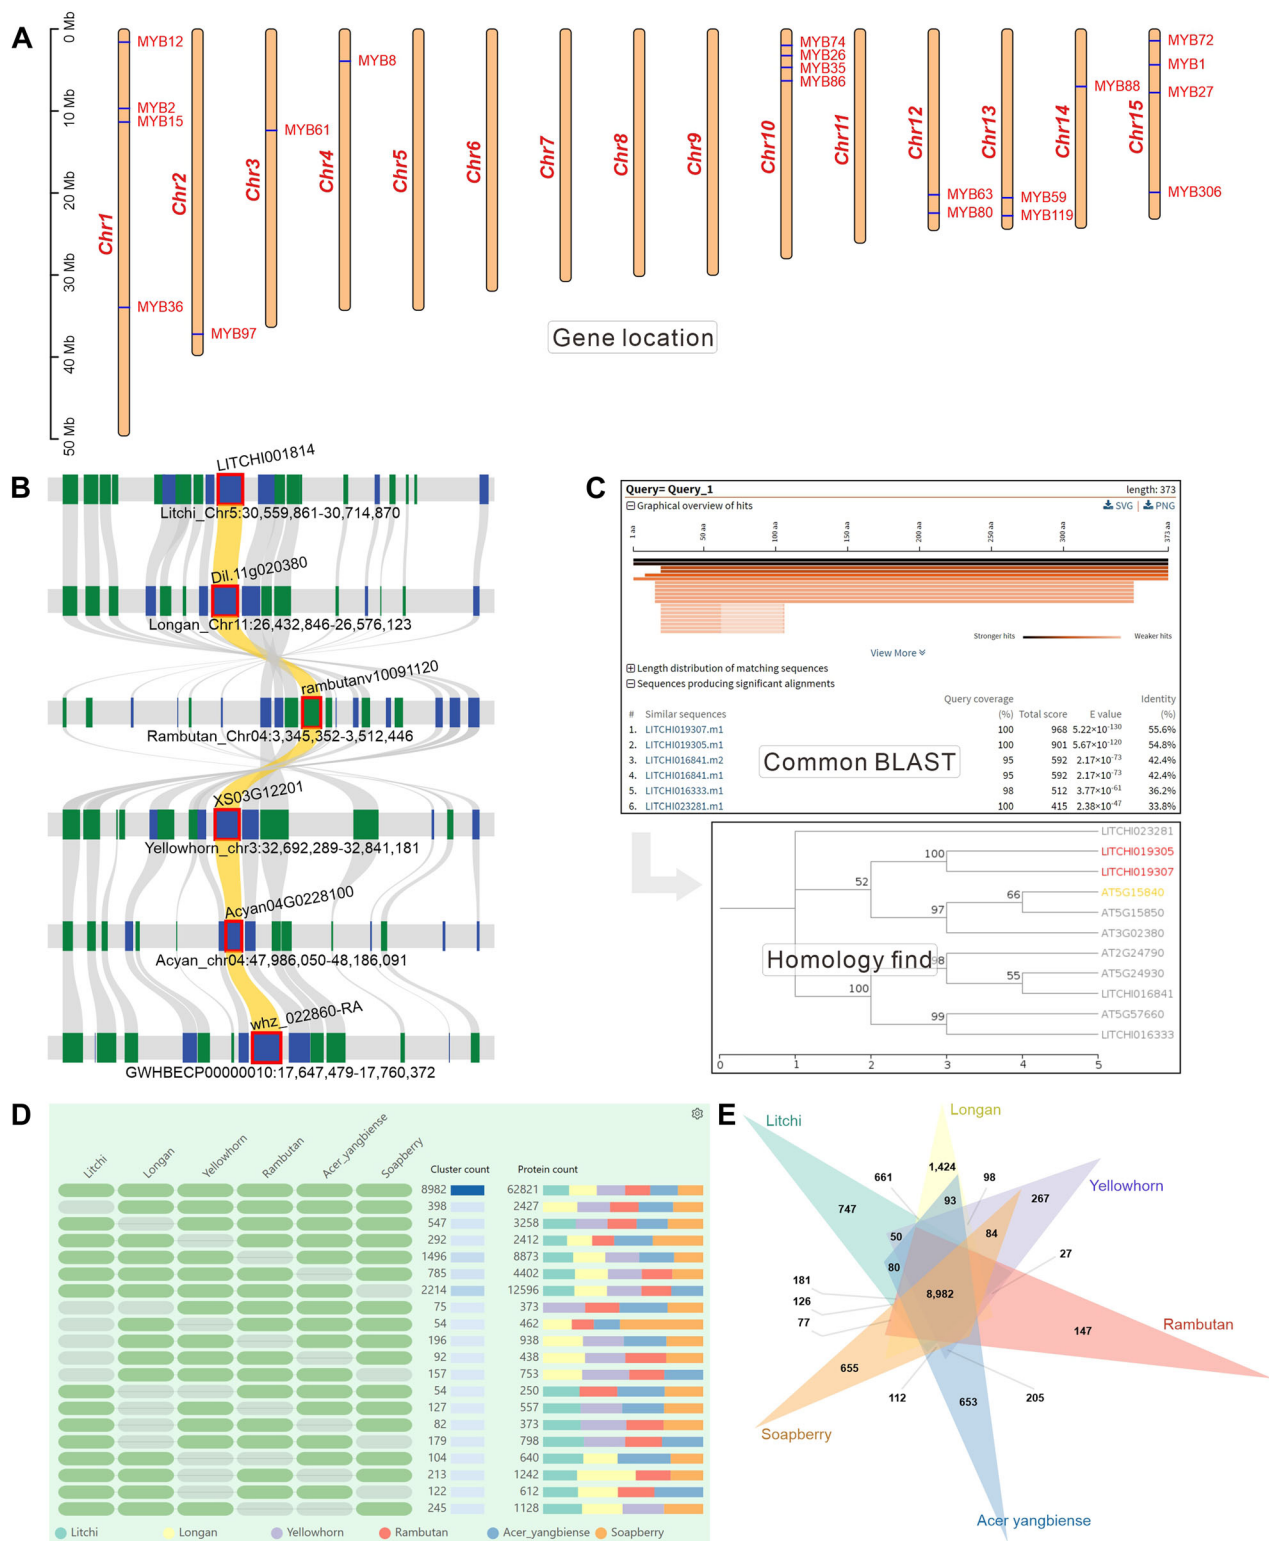 A
0 Mb
10 Mb
20 Mb
30 Mb
40 Mb
50 Mb
Chr1
MYB12
MYB2
MYB15
MYB36
Chr2
MYB97
Chr3
MYB61
Chr4
MYB8
Chr5
Chr6
Chr7
Chr8
Chr9
Chr10
MYB74
MYB26
MYB35
MYB86
Chr11
Chr12
MYB63
MYB80
Chr13
MYB59
MYB119
Chr14
MYB88
Chr15
MYB72
MYB1
MYB27
MYB306
Gene location
B
LITCHI001814
Litchi_Chr5:30,559,861-30,714,870
Dil.11g020380
Longan_Chr11:26,432,846-26,576,123
rambutanv10091120
Rambutan_Chr04:3,345,352-3,512,446
XS03G12201
Yellowhorn_chr3:32,692,289-32,841,181
Acyan04G0228100
Acyan_chr04:47,986,050-48,186,091
whz_022860-RA
GWHBECP00000010:17,647,479-17,760,372
C
Query= Query_1 length: 373
Graphical overview of hits SVG | PNG
1 aa 50 aa 100 aa 150 aa 200 aa 250 aa 300 aa 373 aa
Stronger hits Weaker hits
View More
Length distribution of matching sequences
Sequences producing significant alignments
# Similar sequences Query coverage (%) Total score E value Identity (%)
1. LITCHI019307.m1 100 968 5.22×10⁻¹³⁰ 55.6%
2. LITCHI019305.m1 100 901 5.67×10⁻¹²⁰ 54.8%
3. LITCHI016841.m2 95 592 2.17×10⁻⁷³ 42.4%
4. LITCHI016841.m1 95 592 2.17×10⁻⁷³ 42.4%
5. LITCHI016333.m1 98 512 3.77×10⁻⁶¹ 36.2%
6. LITCHI023281.m1 100 415 2.38×10⁻⁴⁷ 33.8%
Common BLAST
LITCHI023281
LITCHI019305
100
LITCHI019307
52
66
AT5G15840
97
AT5G15850
AT3G02380
Homology find
98
AT2G24790
55
AT5G24930
100
LITCHI016841
99
AT5G57660
LITCHI016333
0 1 2 3 4 5
D
Litchi Longan Yellowhorn Rambutan Acer_yangbiense Soapberry
Cluster count Protein count
8982 62821
398 2427
547 3258
292 2412
1496 8873
785 4402
2214 12596
75 373
54 462
196 938
92 438
157 753
54 250
127 557
82 373
179 798
104 640
213 1242
122 612
245 1128
Litchi Longan Yellowhorn Rambutan Acer_yangbiense Soapberry
E
Litchi
Longan
Yellowhorn
Rambutan
Acer yangbiense
Soapberry
1,424
661
98
93
267
747
84
50
27
80
181
8,982
126
77
147
655
112
653
205